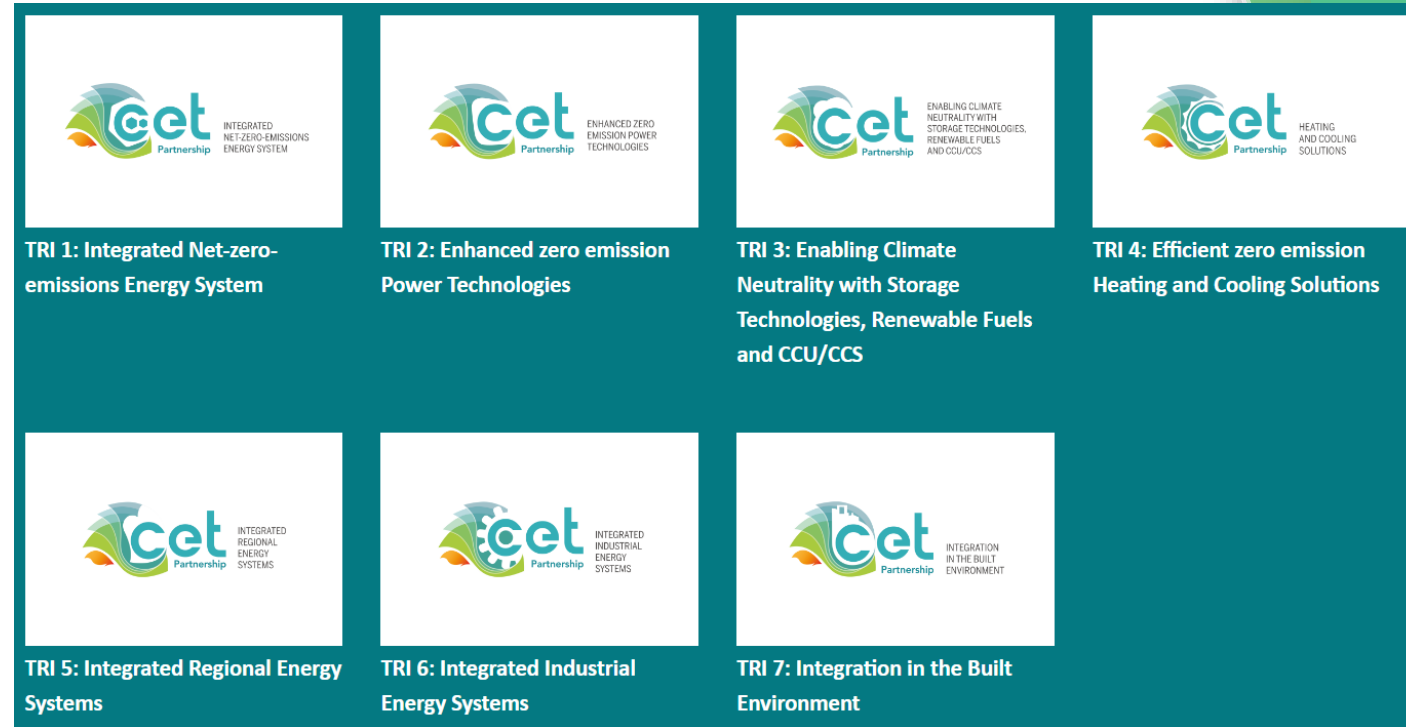 cet
Partnership
INTEGRATED
NET-ZERO-EMISSIONS
ENERGY SYSTEM
TRI 1: Integrated Net-zero-
emissions Energy System
cet
Partnership
ENHANCED ZERO
EMISSION POWER
TECHNOLOGIES
TRI 2: Enhanced zero emission
Power Technologies
cet
Partnership
ENABLING CLIMATE
NEUTRALITY WITH
STORAGE TECHNOLOGIES,
RENEWABLE FUELS
AND CCU/CCS
TRI 3: Enabling Climate
Neutrality with Storage
Technologies, Renewable Fuels
and CCU/CCS
cet
Partnership
HEATING
AND COOLING
SOLUTIONS
TRI 4: Efficient zero emission
Heating and Cooling Solutions
cet
Partnership
INTEGRATED
REGIONAL
ENERGY
SYSTEMS
TRI 5: Integrated Regional Energy
Systems
cet
Partnership
INTEGRATED
INDUSTRIAL
ENERGY
SYSTEMS
TRI 6: Integrated Industrial
Energy Systems
cet
Partnership
INTEGRATION
IN THE BUILT
ENVIRONMENT
TRI 7: Integration in the Built
Environment